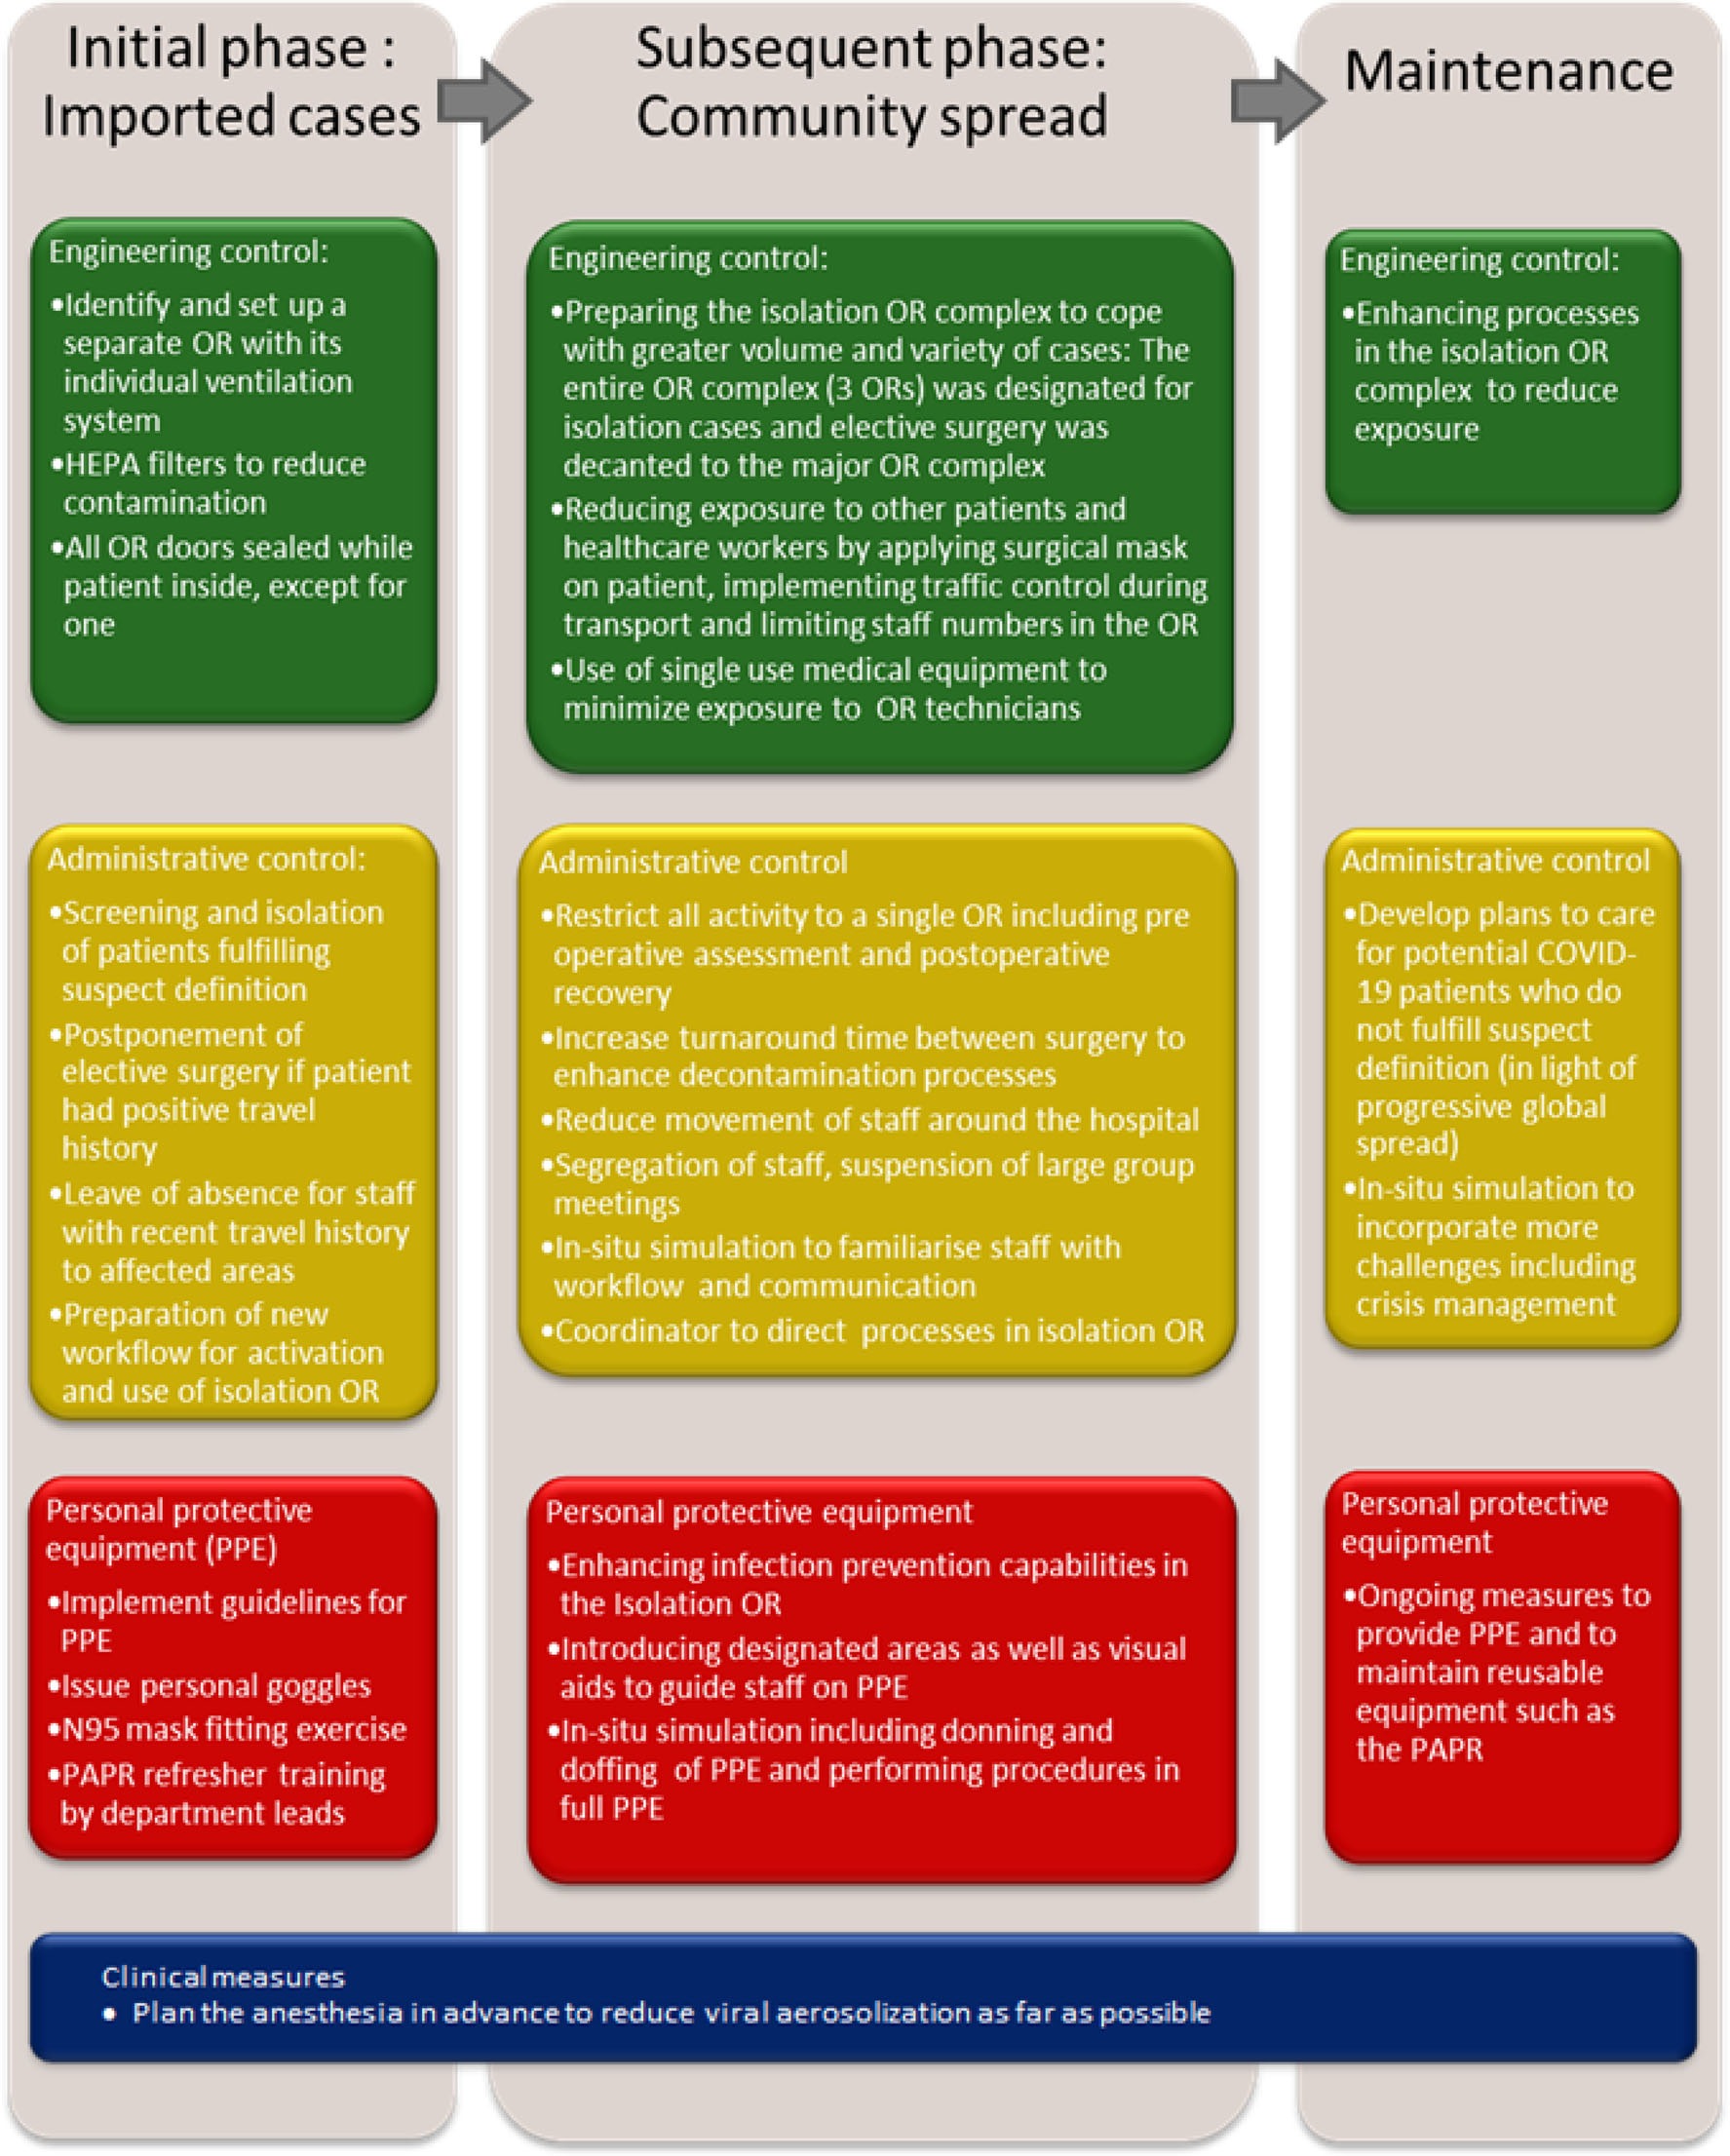 Initial phase :
Imported cases
Subsequent phase:
Community spread
Maintenance
Engineering control:
•Identify and set up a
separate OR with its
individual ventilation
system
•HEPA filters to reduce
contamination
•All OR doors sealed while
patient inside, except for
one
Engineering control:
•Preparing the isolation OR complex to cope
with greater volume and variety of cases: The
entire OR complex (3 ORs) was designated for
isolation cases and elective surgery was
decanted to the major OR complex
•Reducing exposure to other patients and
healthcare workers by applying surgical mask
on patient, implementing traffic control during
transport and limiting staff numbers in the OR
•Use of single use medical equipment to
minimize exposure to OR technicians
Engineering control:
•Enhancing processes
in the isolation OR
complex to reduce
exposure
Administrative control:
•Screening and isolation
of patients fulfilling
suspect definition
•Postponement of
elective surgery if patient
had positive travel
history
•Leave of absence for staff
with recent travel history
to affected areas
•Preparation of new
workflow for activation
and use of isolation OR
Administrative control
•Restrict all activity to a single OR including pre
operative assessment and postoperative
recovery
•Increase turnaround time between surgery to
enhance decontamination processes
•Reduce movement of staff around the hospital
•Segregation of staff, suspension of large group
meetings
•In-situ simulation to familiarise staff with
workflow and communication
•Coordinator to direct processes in isolation OR
Administrative control
•Develop plans to care
for potential COVID-
19 patients who do
not fulfill suspect
definition (in light of
progressive global
spread)
•In-situ simulation to
incorporate more
challenges including
crisis management
Personal protective
equipment (PPE)
•Implement guidelines for
PPE
•Issue personal goggles
•N95 mask fitting exercise
•PAPR refresher training
by department leads
Personal protective equipment
•Enhancing infection prevention capabilities in
the Isolation OR
•Introducing designated areas as well as visual
aids to guide staff on PPE
•In-situ simulation including donning and
doffing of PPE and performing procedures in
full PPE
Personal protective
equipment
•Ongoing measures to
provide PPE and to
maintain reusable
equipment such as
the PAPR
Clinical measures
• Plan the anesthesia in advance to reduce viral aerosolization as far as possible